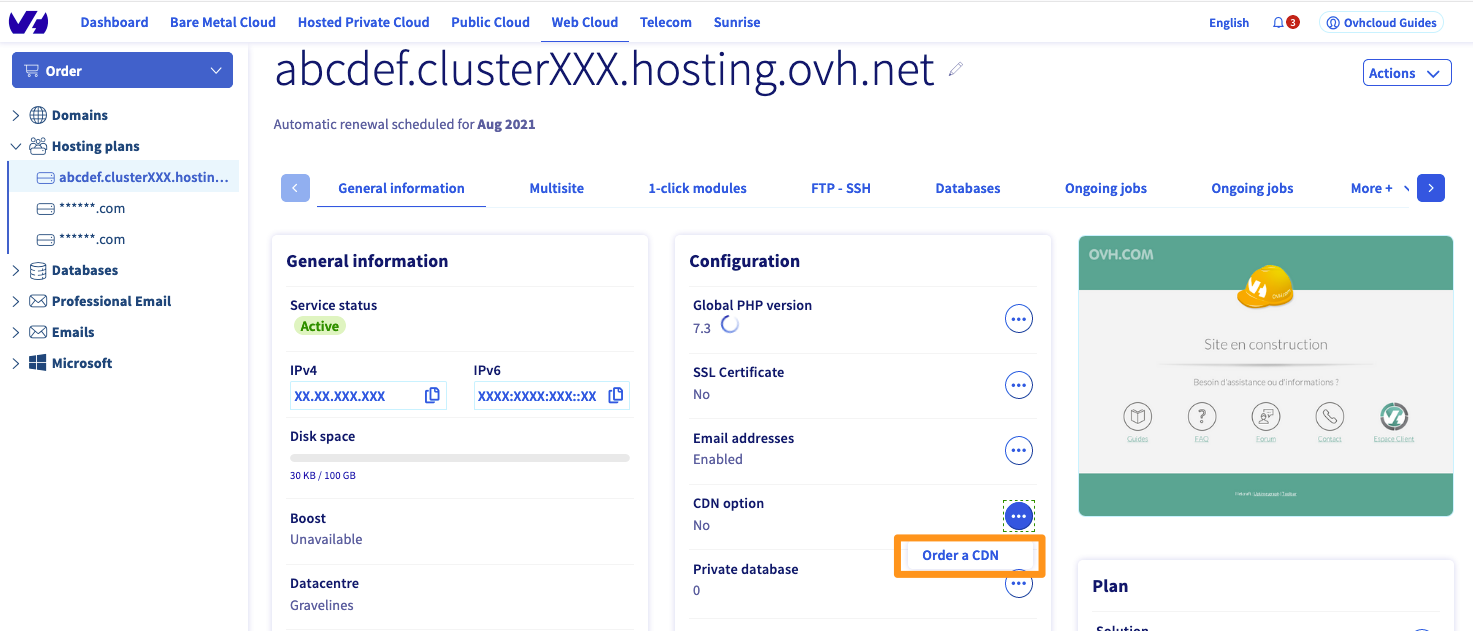 Dashboard Bare Metal Cloud Hosted Private Cloud Public Cloud Web Cloud Telecom Sunrise English 3 Ovhcloud Guides
Order
Domains
Hosting plans
abcdef.clusterXXX.hostin...
******.com
******.com
Databases
Professional Email
Emails
Microsoft
abcdef.clusterXXX.hosting.ovh.net
Actions
Automatic renewal scheduled for Aug 2021
General information Multisite 1-click modules FTP - SSH Databases Ongoing jobs Ongoing jobs More +
General information
Service status
Active
IPv4 IPv6
XX.XX.XXX.XXX XXXX:XXXX:XXX::XX
Disk space
30 KB / 100 GB
Boost
Unavailable
Datacentre
Gravelines
Configuration
Global PHP version
7.3
SSL Certificate
No
Email addresses
Enabled
CDN option
No
Order a CDN
Private database
0
OVH.COM
Site en construction
Besoin d'assistance ou d'informations ?
Guides FAQ Forum Contact Espace Client
Plan
Solution